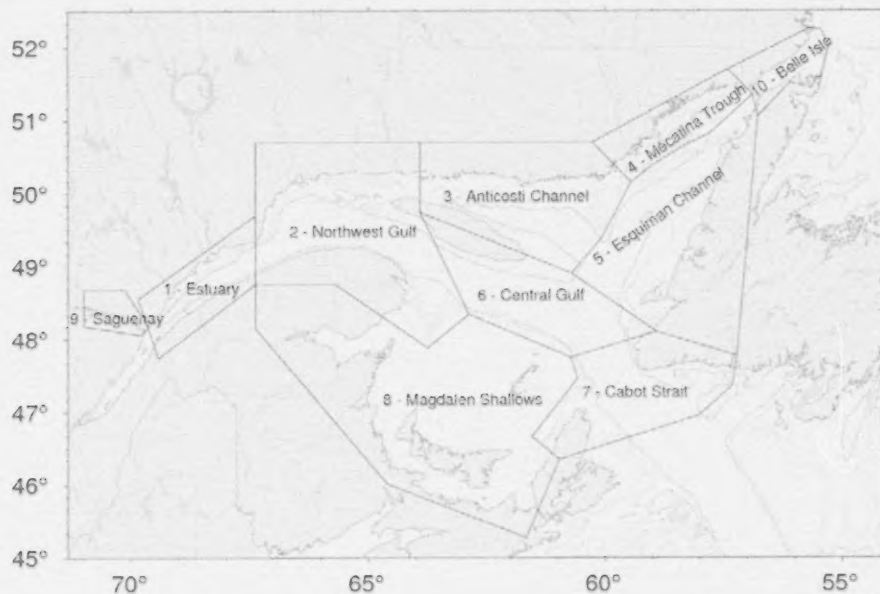 52°
51°
50°
49°
48°
47°
46°
45°
10 - Belle Isle
4 - Mécatina Trough
3 - Anticosti Channel
5 - Esquiman Channel
2 - Northwest Gulf
1 - Estuary
6 - Central Gulf
9 - Saguenay
8 - Magdalen Shallows
7 - Cabot Strait
70°
65°
60°
55°